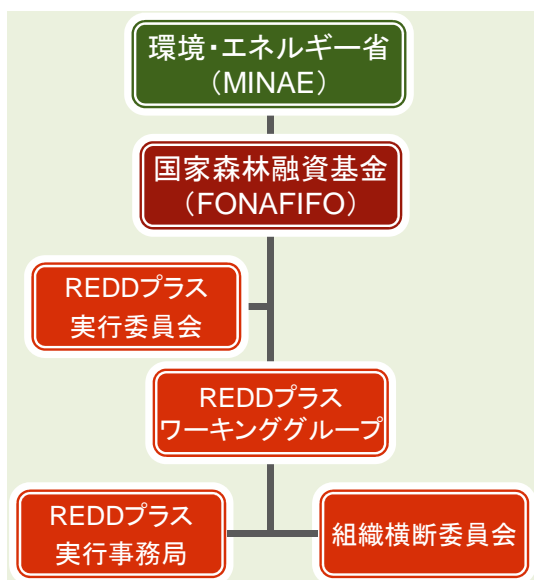 環境・エネルギー省
（MINAE）
国家森林融資基金
（FONAFIFO）
REDDプラス
実行委員会
REDDプラス
ワーキンググループ
REDDプラス
実行事務局
組織横断委員会